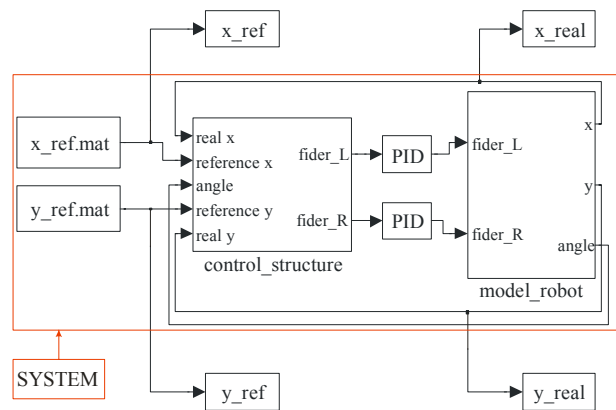 x_ref
x_real
x_ref.mat
y_ref.mat
real x
reference x
angle
reference y
real y
fider_L
fider_R
control_structure
PID
PID
fider_L
fider_R
x
y
angle
model_robot
SYSTEM
y_ref
y_real